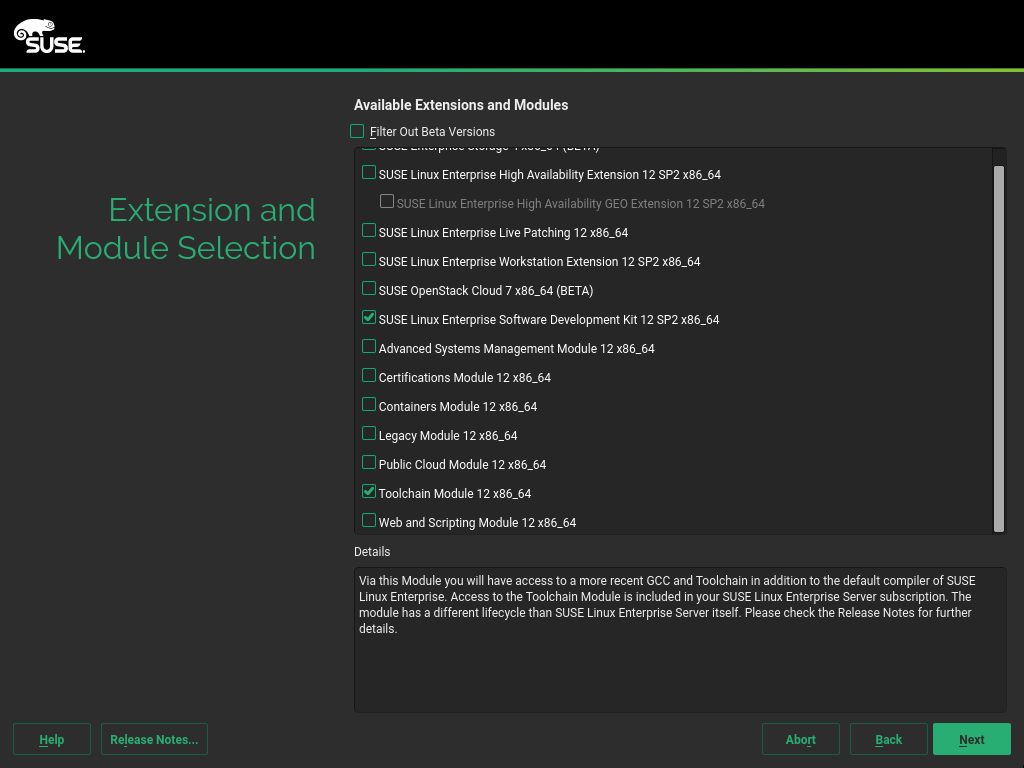 SUSE.
Available Extensions and Modules
Filter Out Beta Versions
Extension and
Module Selection
SUSE Enterprise Storage 4 x86_64 (BETA)
SUSE Linux Enterprise High Availability Extension 12 SP2 x86_64
SUSE Linux Enterprise High Availability GEO Extension 12 SP2 x86_64
SUSE Linux Enterprise Live Patching 12 x86_64
SUSE Linux Enterprise Workstation Extension 12 SP2 x86_64
SUSE OpenStack Cloud 7 x86_64 (BETA)
SUSE Linux Enterprise Software Development Kit 12 SP2 x86_64
Advanced Systems Management Module 12 x86_64
Certifications Module 12 x86_64
Containers Module 12 x86_64
Legacy Module 12 x86_64
Public Cloud Module 12 x86_64
Toolchain Module 12 x86_64
Web and Scripting Module 12 x86_64
Details
Via this Module you will have access to a more recent GCC and Toolchain in addition to the default compiler of SUSE
Linux Enterprise. Access to the Toolchain Module is included in your SUSE Linux Enterprise Server subscription. The
module has a different lifecycle than SUSE Linux Enterprise Server itself. Please check the Release Notes for further
details.
Help
Release Notes...
Abort
Back
Next